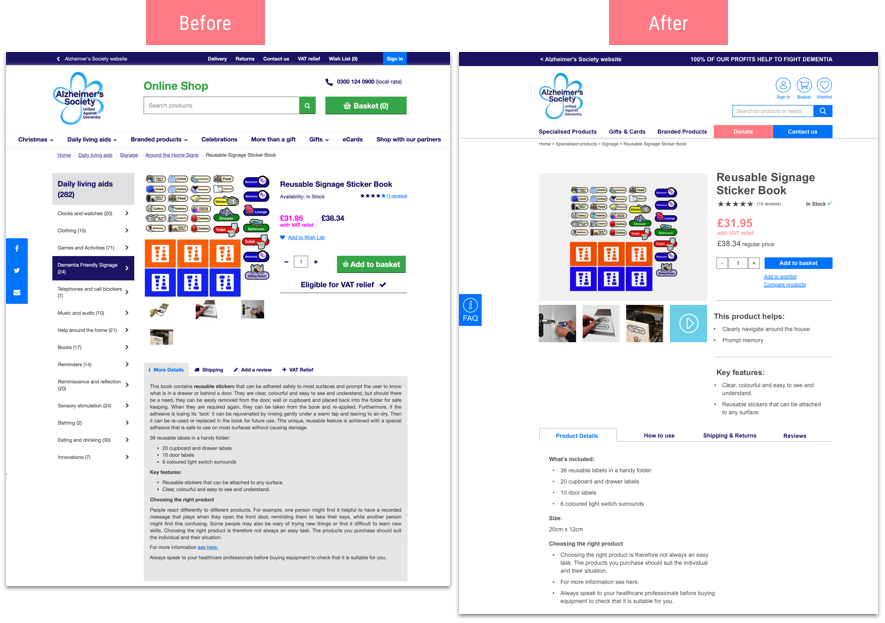 Before
After
< Alzheimer's Society website
Delivery Returns Contact us VAT relief Wish List (0) Sign in
Alzheimer's
Society
United
Against
Dementia
Online Shop
0300 124 0900 (local rate)
Search products
Basket (0)
Christmas Daily living aids Branded products Celebrations More than a gift Gifts eCards Shop with our partners
Home Daily living aids Signage Around the Home Signs Reusable Signage Sticker Book
Daily living aids
(282)
Clocks and watches (20)
Clothing (15)
Games and Activities (71)
Dementia Friendly Signage
(24)
Telephones and call blockers
(7)
Music and audio (10)
Help around the home (21)
Books (17)
Reminders (14)
Reminiscence and reflection
(20)
Sensory stimulation (24)
Bathing (2)
Eating and drinking (30)
Innovations (7)
Reusable Signage Sticker Book
Availability: In Stock
(1 reviews)
£31.95 £38.34
with VAT relief
Add to Wish List
− 1 +
Add to basket
Eligible for VAT relief
More Details Shipping Add a review VAT Relief
This book contains reusable stickers that can be adhered safely to most surfaces and prompt the user to know
what is in a drawer or behind a door. They are clear, colourful and easy to see and understand, but should there
be a need, they can be easily removed from the door, wall or cupboard and placed back into the folder for safe
keeping. When they are required again, they can be taken from the book and re-applied. Furthermore, if the
adhesive is losing its 'tack' it can be rejuvenated by rinsing gently under a warm tap and leaving to air-dry. Then
it can be re-used or replaced in the book for future use. This unique, reusable feature is achieved with a special
adhesive that is safe to use on most surfaces without causing damage.
36 reusable labels in a handy folder:
• 20 cupboard and drawer labels
• 10 door labels
• 6 coloured light switch surrounds
Key features:
• Reusable stickers that can be attached to any surface.
• Clear, colourful and easy to see and understand.
Choosing the right product
People react differently to different products. For example, one person might find it helpful to have a recorded
message that plays when they open the front door, reminding them to take their keys, while another person
might find this confusing. Some people may also be wary of trying new things or find it difficult to learn new
skills. Choosing the right product is therefore not always an easy task. The products you purchase should suit
the individual and their situation.
For more information see here.
Always speak to your healthcare professionals before buying equipment to check that it is suitable for you.
< Alzheimer's Society website
100% OF OUR PROFITS HELP TO FIGHT DEMENTIA
Alzheimer's
Society
United
Against
Dementia
Sign in Basket Wishlist
Search by products or needs
Specialised Products Gifts & Cards Branded Products Donate Contact us
Home > Specialised products > Signage > Reusable Signage Sticker Book
Reusable Signage
Sticker Book
(15 reviews) In Stock ✓
£31.95
with VAT relief
£38.34 regular price
- 1 +
Add to basket
Add to wishlist
Compare products
FAQ
This product helps:
• Clearly navigate around the house
• Prompt memory
Key features:
• Clear, colourful and easy to see and
understand.
• Reusable stickers that can be attached
to any surface.
Product Details How to use Shipping & Returns Reviews
What's included:
• 36 reusable labels in a handy folder:
• 20 cupboard and drawer labels
• 10 door labels
• 6 coloured light switch surrounds
Size:
20cm x 12cm
Choosing the right product
• Choosing the right product is therefore not always an easy
task. The products you purchase should suit the individual
and their situation.
• For more information see here.
• Always speak to your healthcare professionals before buying
equipment to check that it is suitable for you.